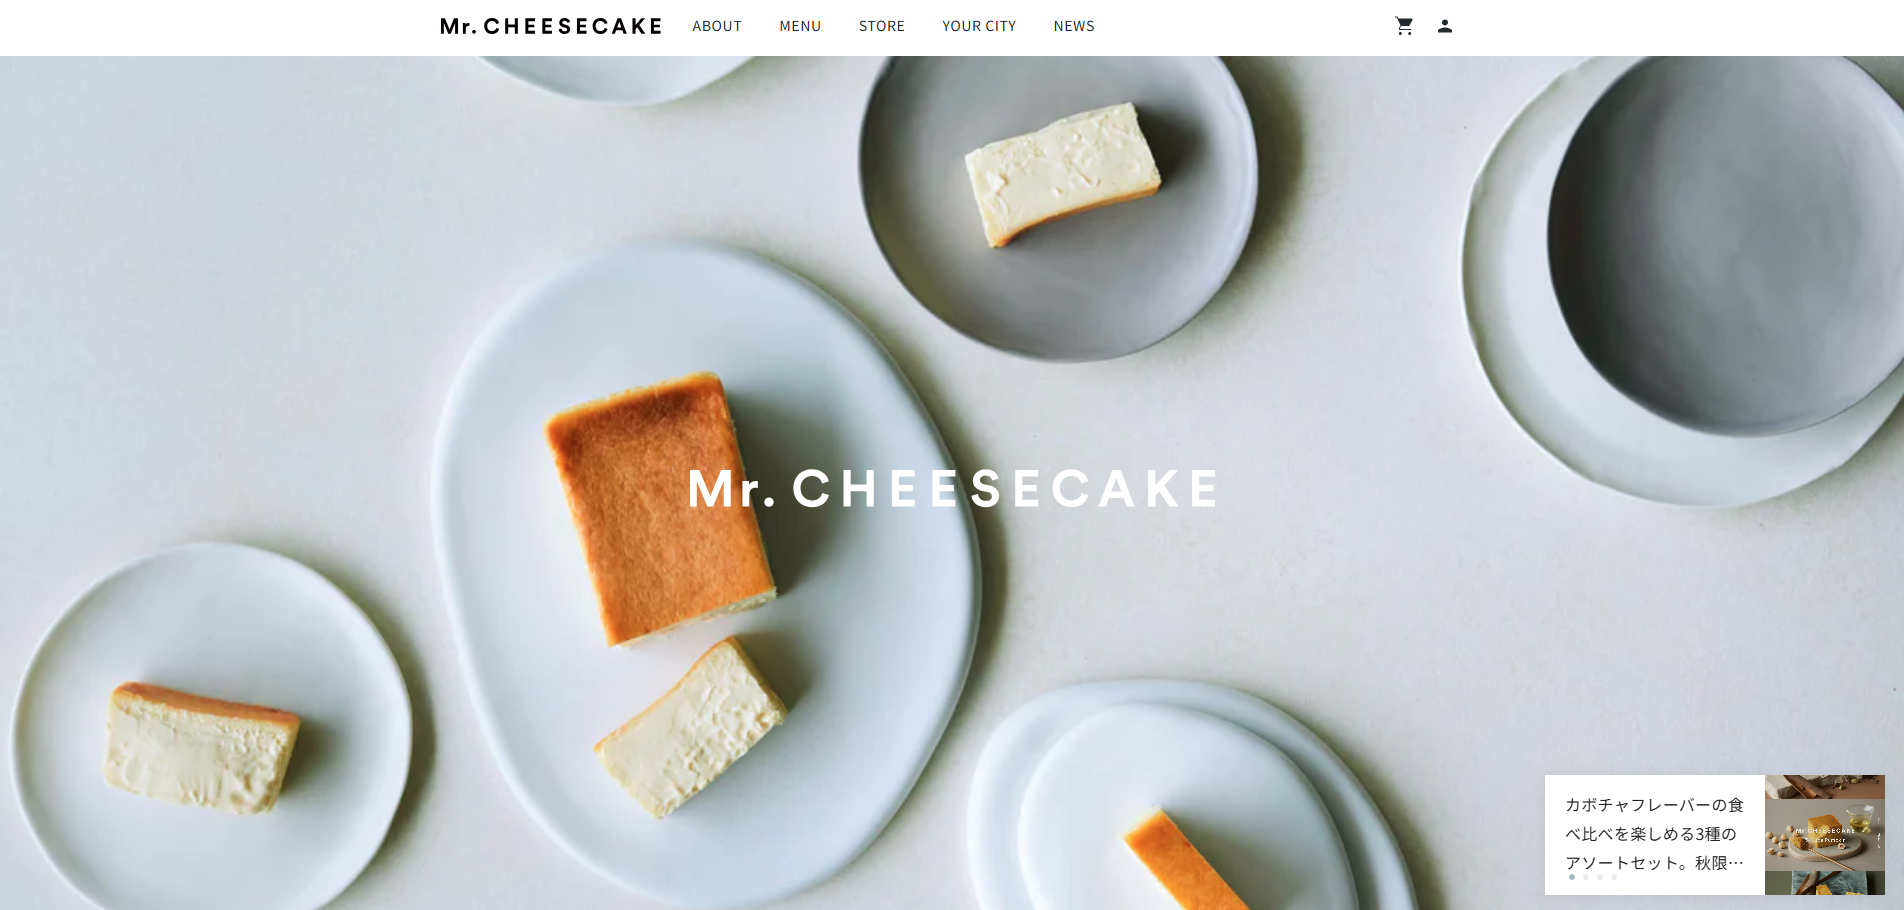 Mr. CHEESECAKE
ABOUT
MENU
STORE
YOUR CITY
NEWS
Mr. CHEESECAKE
カボチャフレーバーの食
べ比べを楽しめる3種の
アソートセット。秋限…
Mr. CHEESECAKE